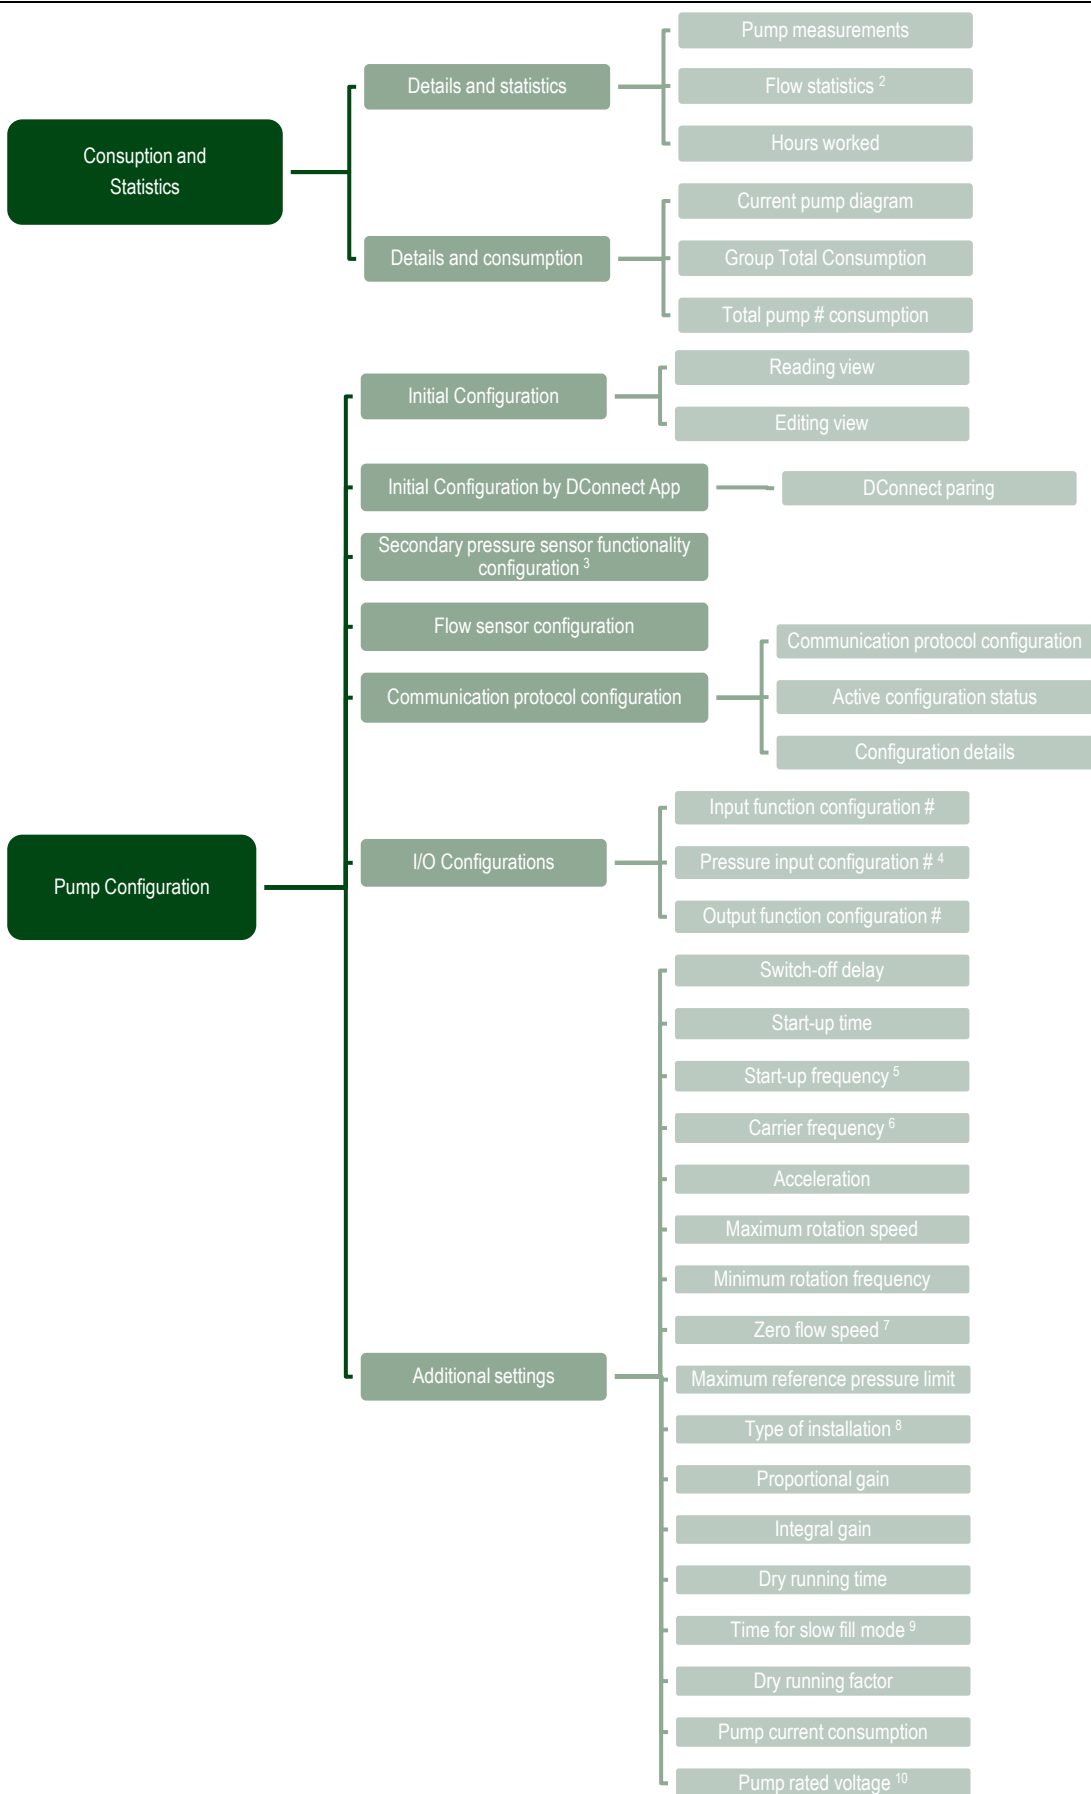 Consuption and
Statistics
Details and statistics
Pump measurements
Flow statistics 2
Hours worked
Details and consumption
Current pump diagram
Group Total Consumption
Total pump # consumption
Pump Configuration
Initial Configuration
Reading view
Editing view
Initial Configuration by DConnect App
DConnect paring
Secondary pressure sensor functionality
configuration 3
Flow sensor configuration
Communication protocol configuration
Communication protocol configuration
Active configuration status
Configuration details
I/O Configurations
Input function configuration #
Pressure input configuration # 4
Output function configuration #
Additional settings
Switch-off delay
Start-up time
Start-up frequency 5
Carrier frequency 6
Acceleration
Maximum rotation speed
Minimum rotation frequency
Zero flow speed 7
Maximum reference pressure limit
Type of installation 8
Proportional gain
Integral gain
Dry running time
Time for slow fill mode 9
Dry running factor
Pump current consumption
Pump rated voltage 10